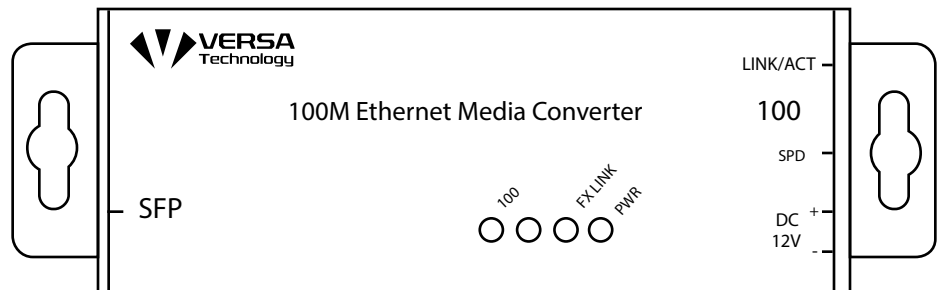 VERSA
Technology
LINK/ACT
100M Ethernet Media Converter
100
SPD
SFP
100
FX LINK
PWR
DC +
12V
-